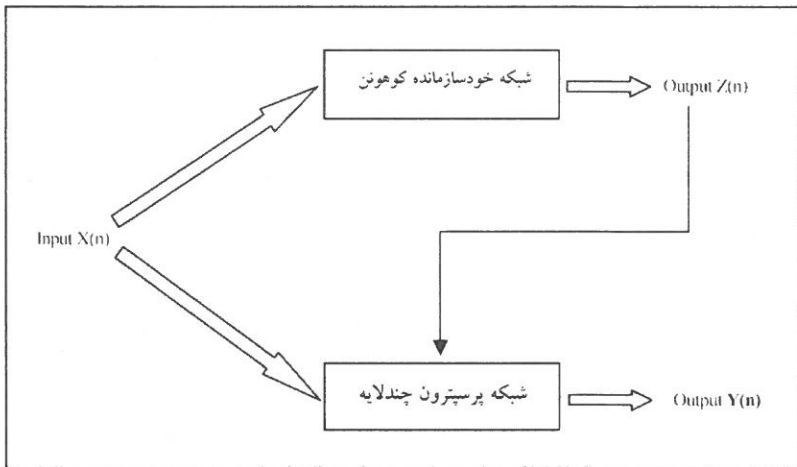 شبکه خودسازمانده کوهونن
Output Z(n)
Input X(n)
شبکه پرسپترون چندلایه
Output Y(n)